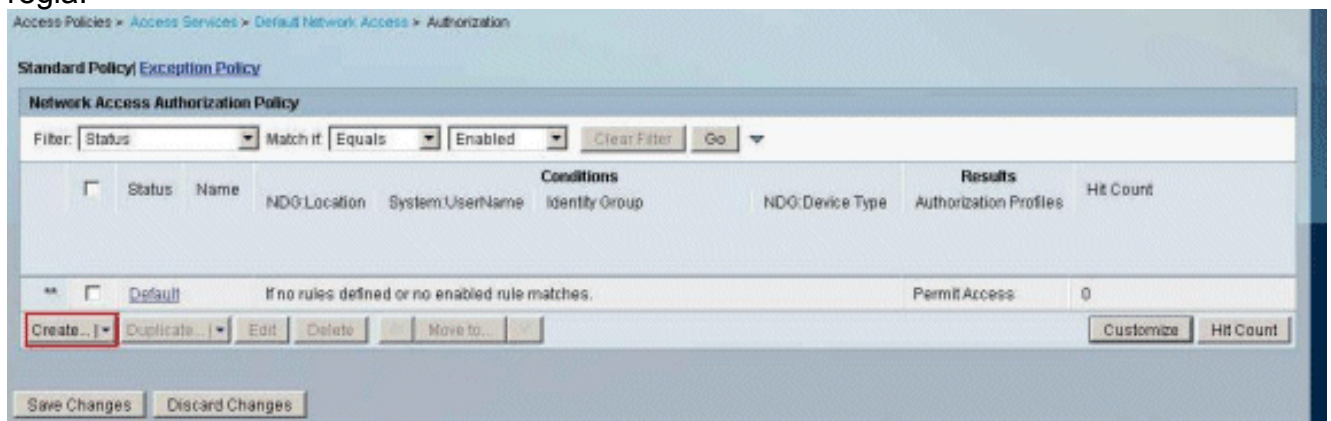 regla.
Access Policies > Access Services > Default Network Access > Authorization
Standard Policy| Exception Policy
Network Access Authorization Policy
Filter: Status Match if: Equals Enabled Clear Filter Go
Conditions Results
Status Name NDG:Location System:UserName Identity Group NDG:Device Type Authorization Profiles Hit Count
** Default If no rules defined or no enabled rule matches. Permit Access 0
Create... | Duplicate... | Edit Delete Move to... Customize Hit Count
Save Changes Discard Changes